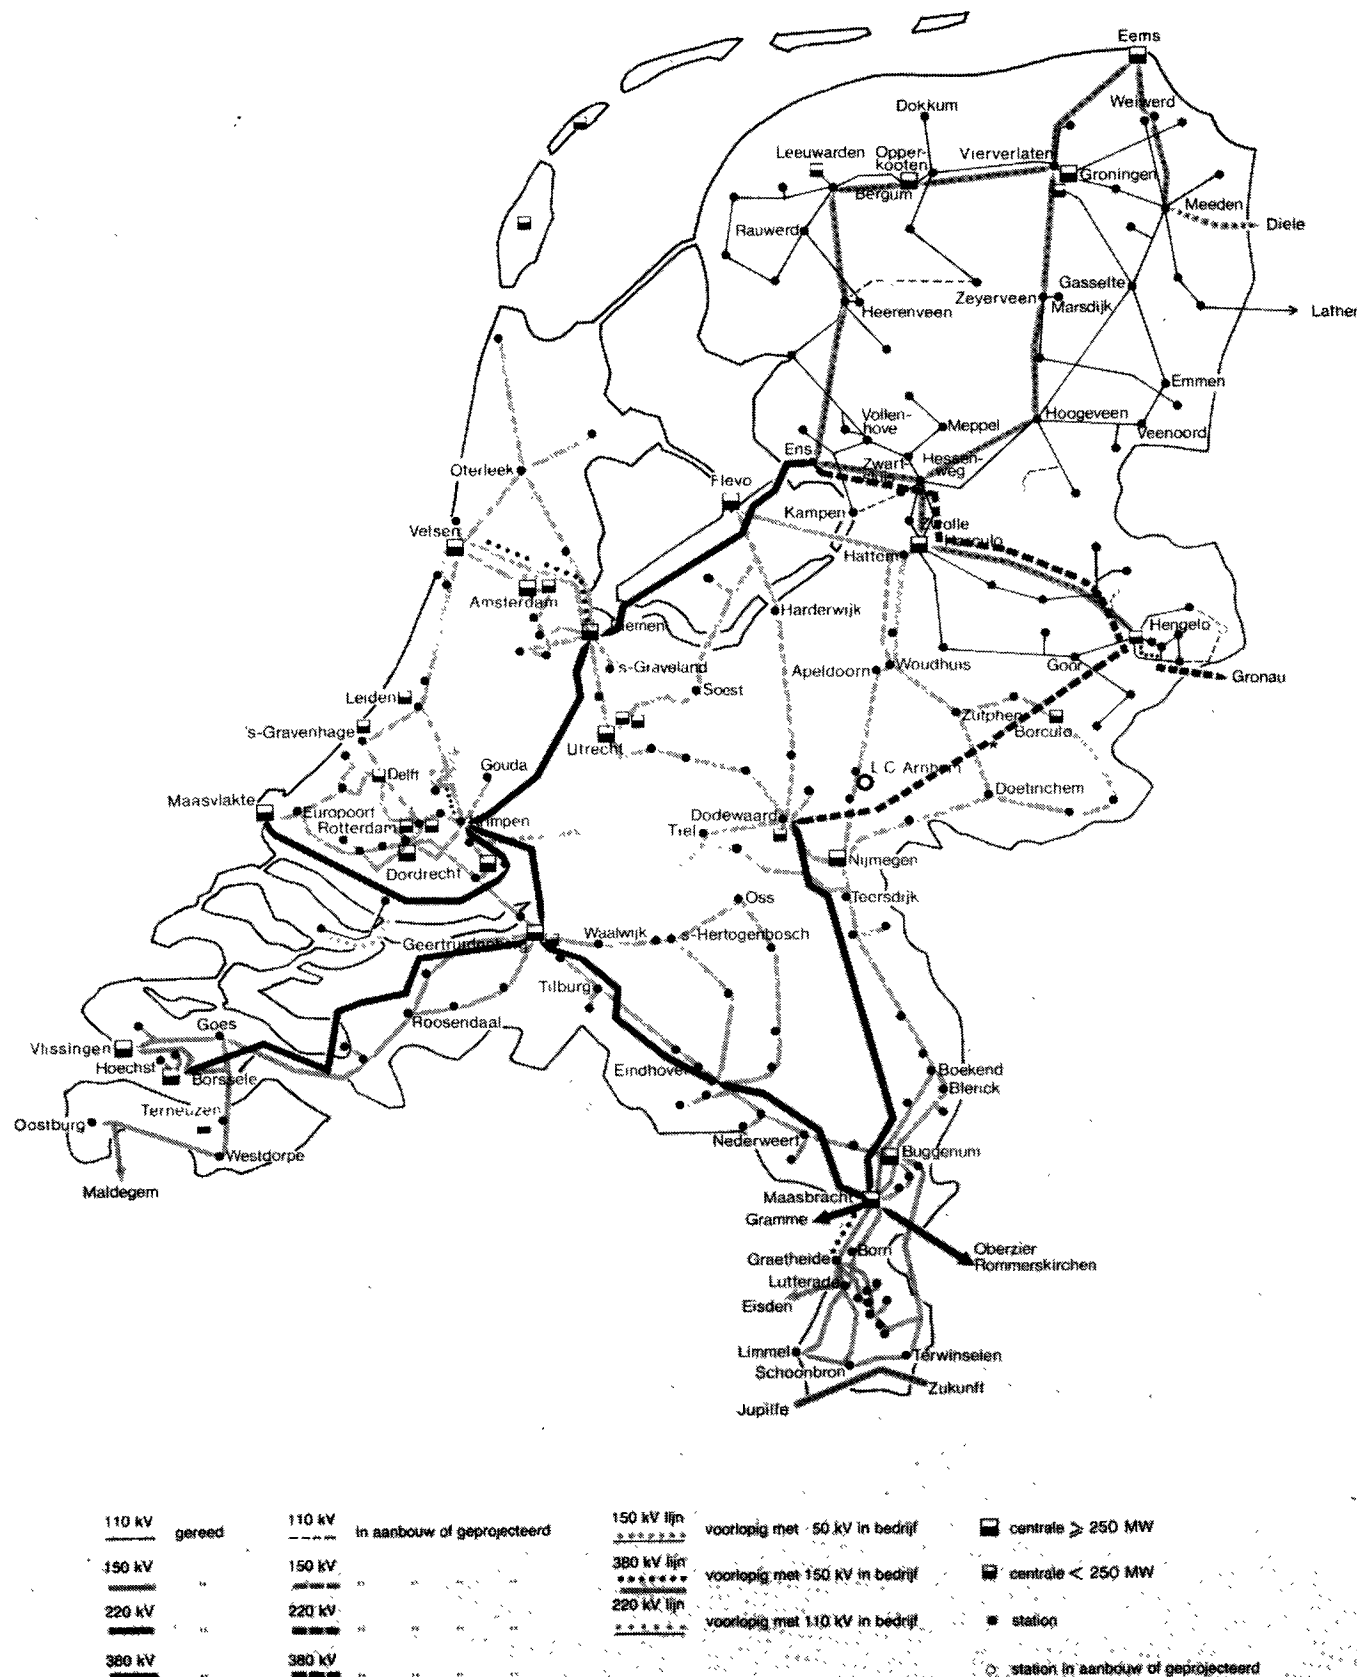 Eems
Weiwerd
Dokkum
Leeuwarden
Opper-
kooten
Vierverlaten
Groningen
Bergum
Meeden
Diele
Rauwerd
Gasselte
Zeyerveen
Marsdijk
Heerenveen
Lathen
Emmen
Hoogeveen
Veenoord
Vollen-
hove
Meppel
Ens
Zwart-
Hessen-
weg
Oterleek
Flevo
Kampen
Zwolle
Harculo
Velsen
Hattem
Amsterdam
Diemen
Harderwijk
Hengelo
's-Graveland
Goor
Gronau
Apeldoorn
Woudhuis
Leiden
Soest
's-Gravenhage
Utrecht
Zutphen
Borculo
Gouda
Delft
L C Arnhem
Doetinchem
Maasvlakte
Europoort
Rotterdam
Krimpen
Dodewaard
Tiel
Nijmegen
Dordrecht
Teersdijk
Oss
Geertruidenberg
Waalwijk
's-Hertogenbosch
Tilburg
Roosendaal
Goes
Vlissingen
Hoechst
Borssele
Eindhoven
Boekend
Blerick
Terneuzen
Oostburg
Westdorpe
Nederweert
Buggenum
Maldegem
Maasbracht
Gramme
Born
Oberzier
Rommerskirchen
Graetheide
Lutterade
Eisden
Limmel
Schoonbron
Terwinselen
Zukunft
Jupille
110 kV gereed
110 kV in aanbouw of geprojecteerd
150 kV lijn voorlopig met 50 kV in bedrijf
centrale ⩾ 250 MW
150 kV " "
150 kV " " " "
380 kV lijn voorlopig met 150 kV in bedrijf
centrale < 250 MW
220 kV " "
220 kV " " " "
220 kV lijn voorlopig met 110 kV in bedrijf
station
380 kV "
380 kV " " " "
station in aanbouw of geprojecteerd